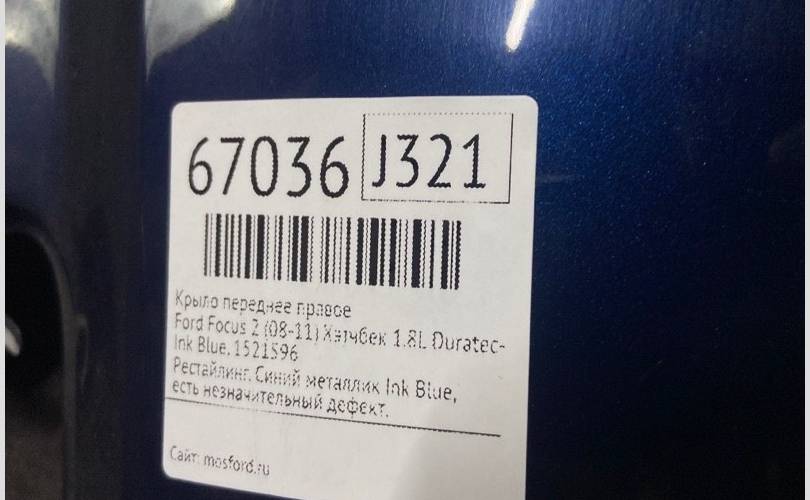 67036 J321
Крыло переднее правое
Ford Focus 2 (08-11) Хэтчбек 1.8L Duratec-
Ink Blue, 1521596
Рестайлинг. Синий металлик Ink Blue,
есть незначительный дефект.
Сайт: mosford.ru